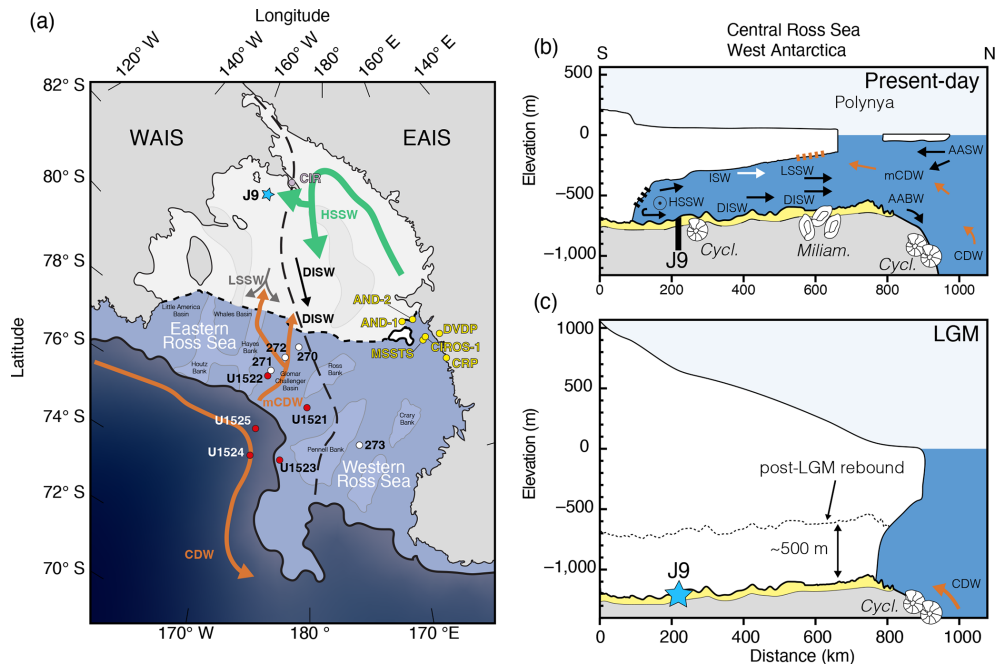 (a)
Longitude
120° W
140° W
160° W
180°
160° E
140° E
82° S
80° S
78° S
76° S
74° S
72° S
70° S
Latitude
WAIS
EAIS
CIR
J9
HSSW
LSSW
DISW
DISW
AND-2
AND-1
DVDP
CIROS-1
MSSTS
CRP
Little America
Basin
Whales Basin
Eastern
Ross Sea
Hayes
Bank
272
270
271
Houtz
Bank
U1522
Glomar
Challenger
Basin
Ross
Bank
mCDW
U1521
U1525
Crary
Bank
U1524
273
Pennell Bank
U1523
Western
Ross Sea
CDW
170° W
180°
170° E
(b)
Central Ross Sea
West Antarctica
S
N
500
0
−500
−1,000
Elevation (m)
Present-day
Polynya
AASW
ISW
LSSW
mCDW
HSSW
DISW
DISW
AABW
CDW
J9
Cycl.
Miliam.
Cycl.
(c)
1000
500
0
−500
−1,000
Elevation (m)
LGM
post-LGM rebound
~500 m
J9
CDW
Cycl.
0
200
400
600
800
1000
Distance (km)